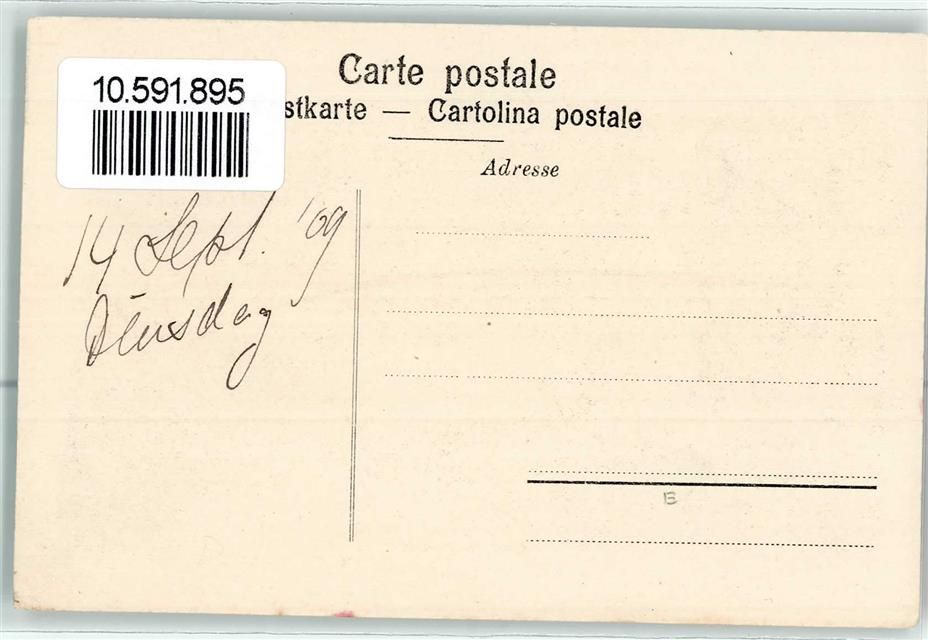 10.591.895
Carte postale
stkarte — Cartolina postale
Adresse
14 Sept. '09
Dinsdag
E